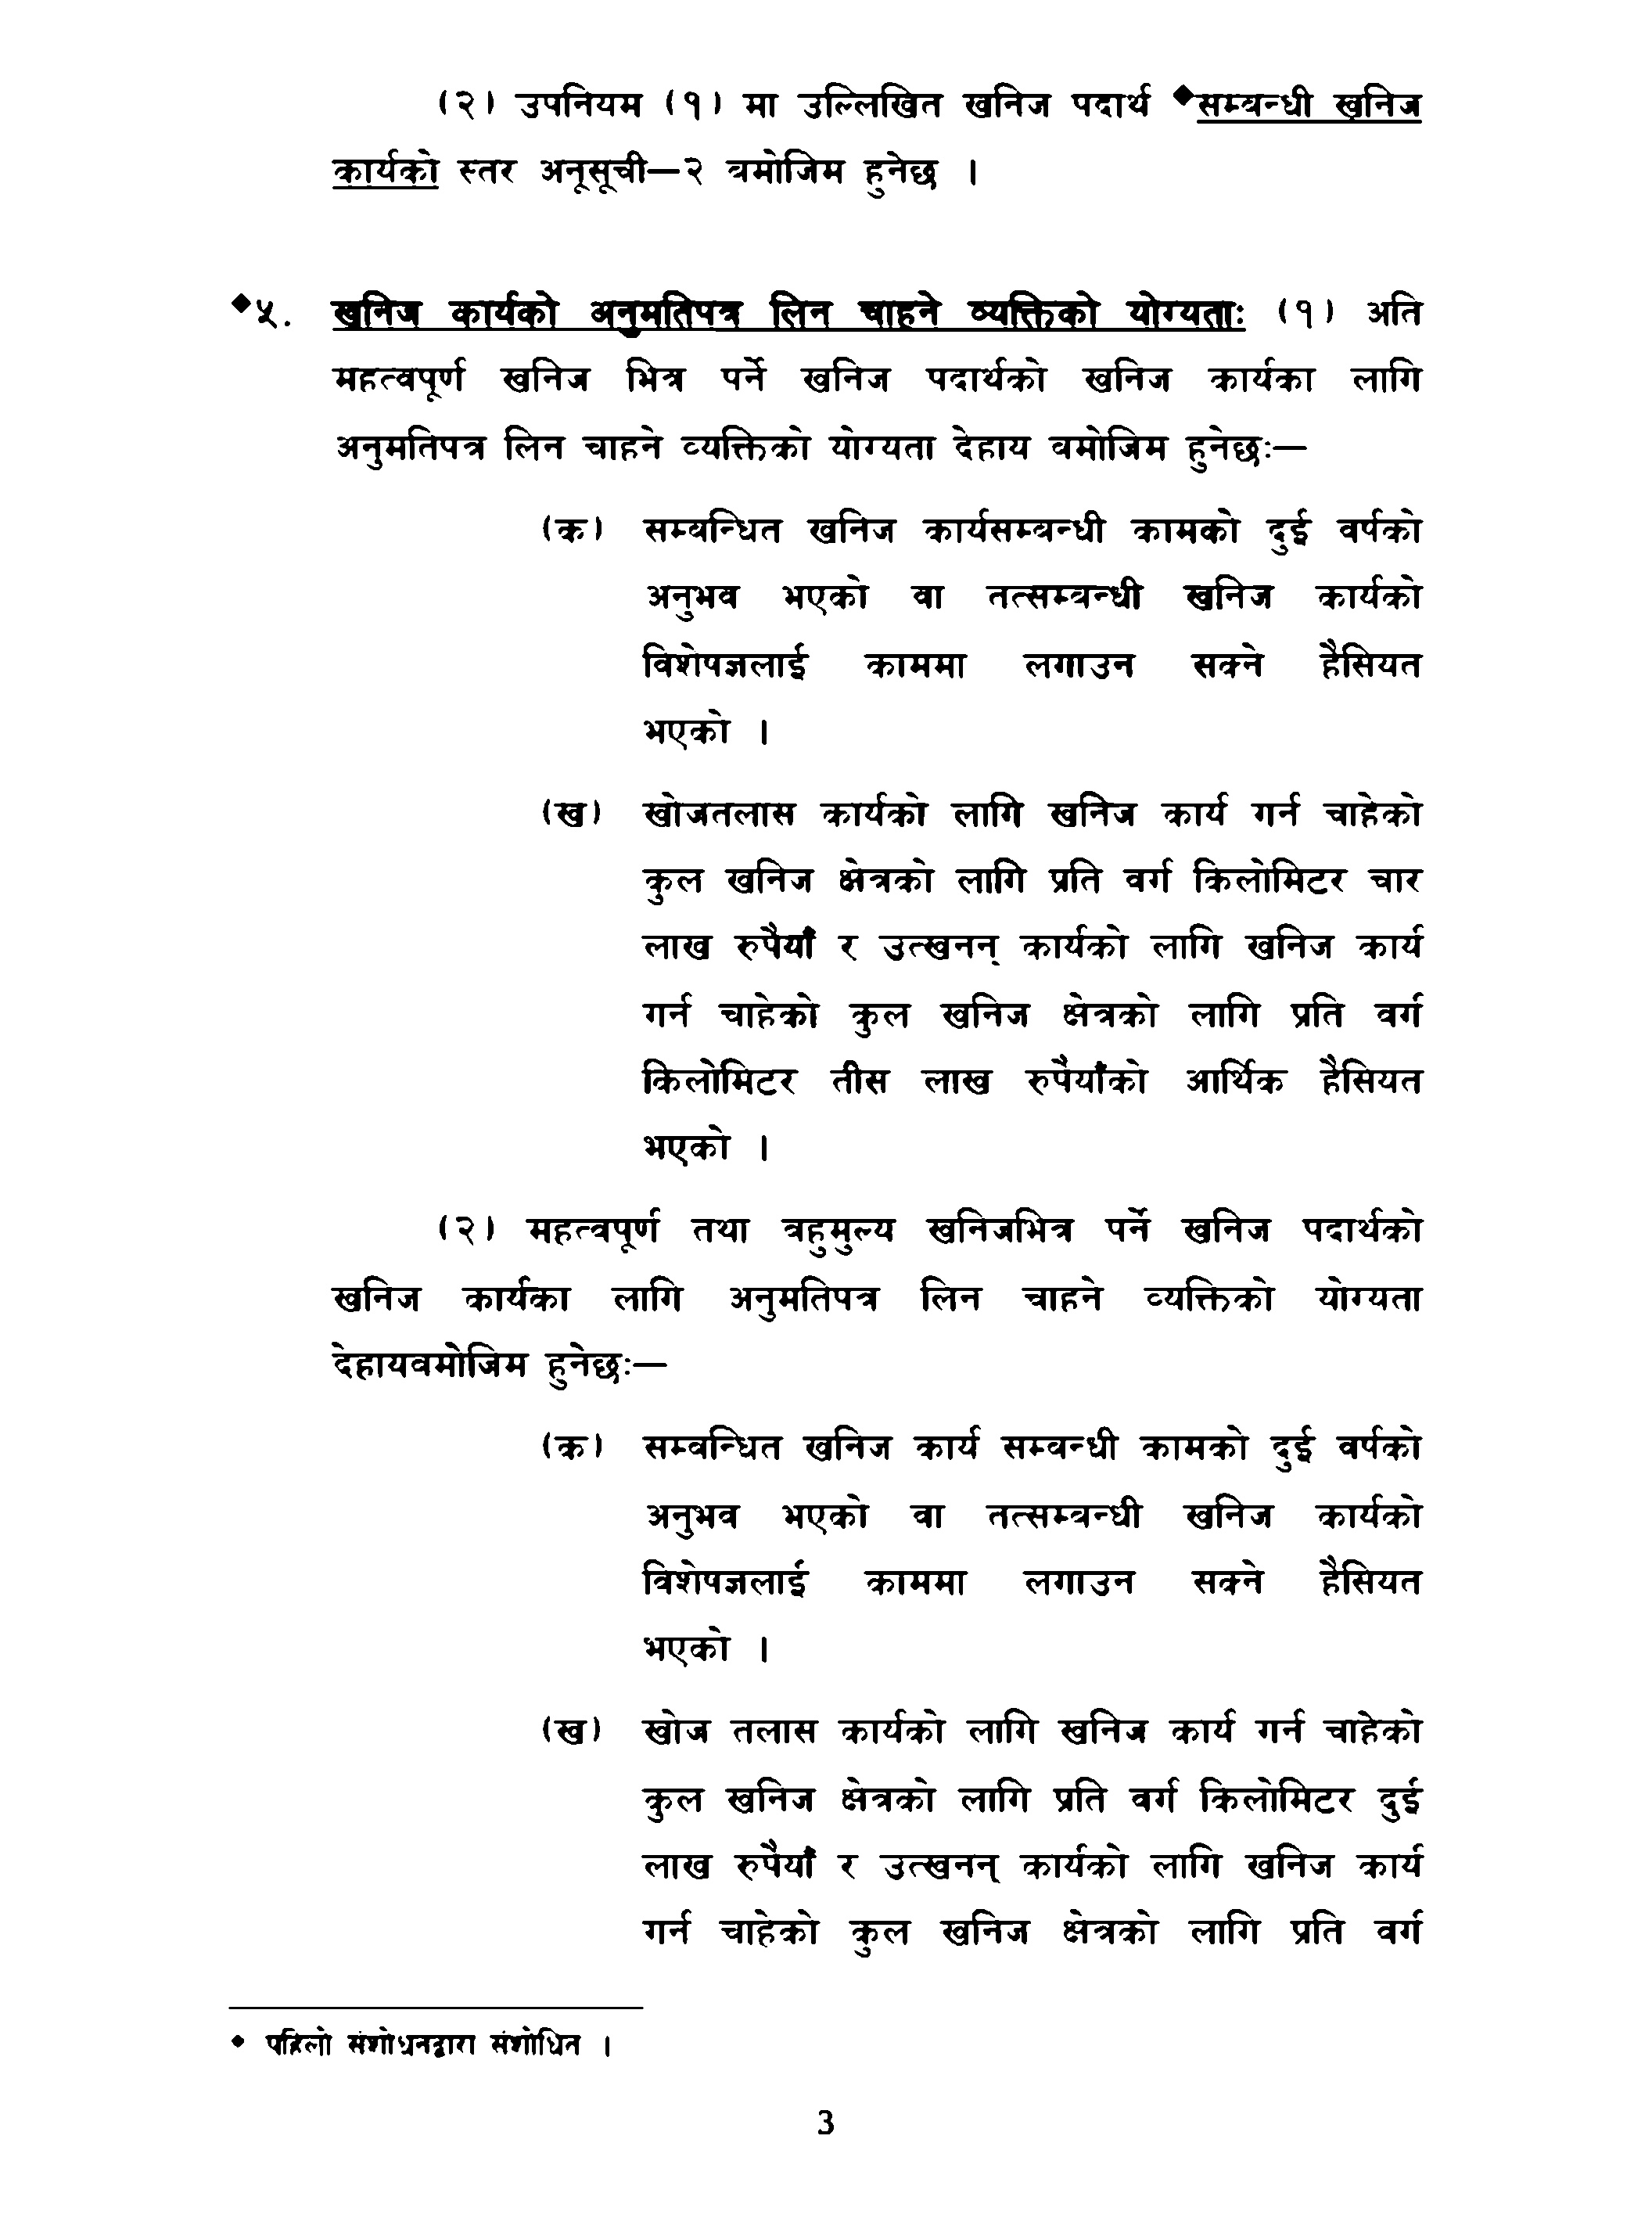 (२) उपनियम (१) मा उल्लिखित खनिज पदार्थ ◆सम्बन्धी खनिज
कार्यको स्तर अनूसूची–२ बमोजिम हुनेछ ।
◆५. खनिज कार्यको अनुमतिपत्र लिन चाहने व्यक्तिको योग्यताः (१) अति
महत्वपूर्ण खनिज भित्र पर्ने खनिज पदार्थको खनिज कार्यका लागि
अनुमतिपत्र लिन चाहने व्यक्तिको योग्यता देहाय बमोजिम हुनेछः–
(क) सम्बन्धित खनिज कार्यसम्बन्धी कामको दुई वर्षको
अनुभव भएको वा तत्सम्बन्धी खनिज कार्यको
विशेषज्ञलाई काममा लगाउन सक्ने हैसियत
भएको ।
(ख) खोजतलास कार्यको लागि खनिज कार्य गर्न चाहेको
कुल खनिज क्षेत्रको लागि प्रति वर्ग किलोमिटर चार
लाख रुपैयाँ र उत्खनन् कार्यको लागि खनिज कार्य
गर्न चाहेको कुल खनिज क्षेत्रको लागि प्रति वर्ग
किलोमिटर तीस लाख रुपैयाँको आर्थिक हैसियत
भएको ।
(२) महत्वपूर्ण तथा बहुमुल्य खनिजभित्र पर्ने खनिज पदार्थको
खनिज कार्यका लागि अनुमतिपत्र लिन चाहने व्यक्तिको योग्यता
देहायबमोजिम हुनेछः–
(क) सम्बन्धित खनिज कार्य सम्बन्धी कामको दुई वर्षको
अनुभव भएको वा तत्सम्बन्धी खनिज कार्यको
विशेषज्ञलाई काममा लगाउन सक्ने हैसियत
भएको ।
(ख) खोज तलास कार्यको लागि खनिज कार्य गर्न चाहेको
कुल खनिज क्षेत्रको लागि प्रति वर्ग किलोमिटर दुई
लाख रुपैयाँ र उत्खनन् कार्यको लागि खनिज कार्य
गर्न चाहेको कुल खनिज क्षेत्रको लागि प्रति वर्ग
◆ पहिलो संशोधनद्वारा संशोधित ।
3